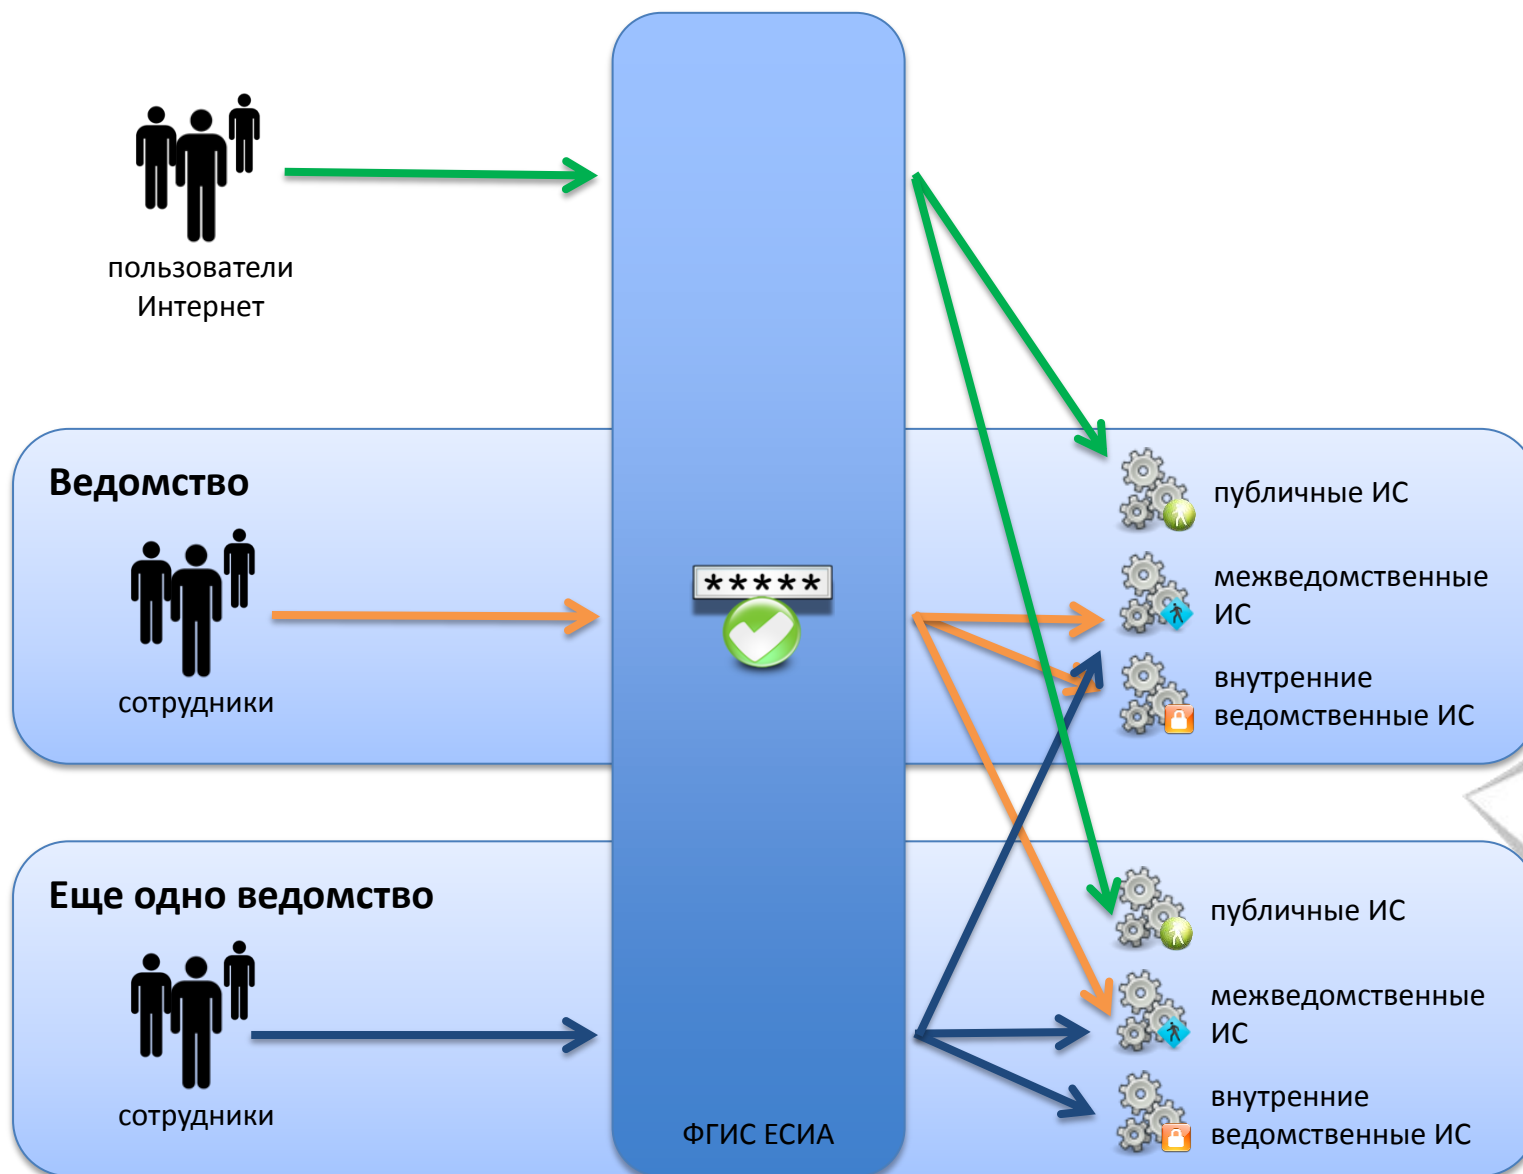 пользователи
Интернет
Ведомство
сотрудники
*****
публичные ИС
межведомственные
ИС
внутренние
ведомственные ИС
Еще одно ведомство
сотрудники
ФГИС ЕСИА
публичные ИС
межведомственные
ИС
внутренние
ведомственные ИС